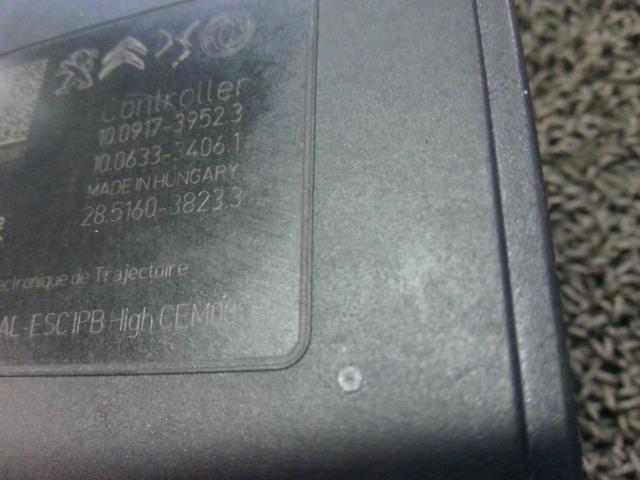 Controller
10.0917-3952.3
10.0633-3406.1
MADE IN HUNGARY
28.5160-3823.3
ectronique de Trajectoire
AL-ESC IPB High CEM00